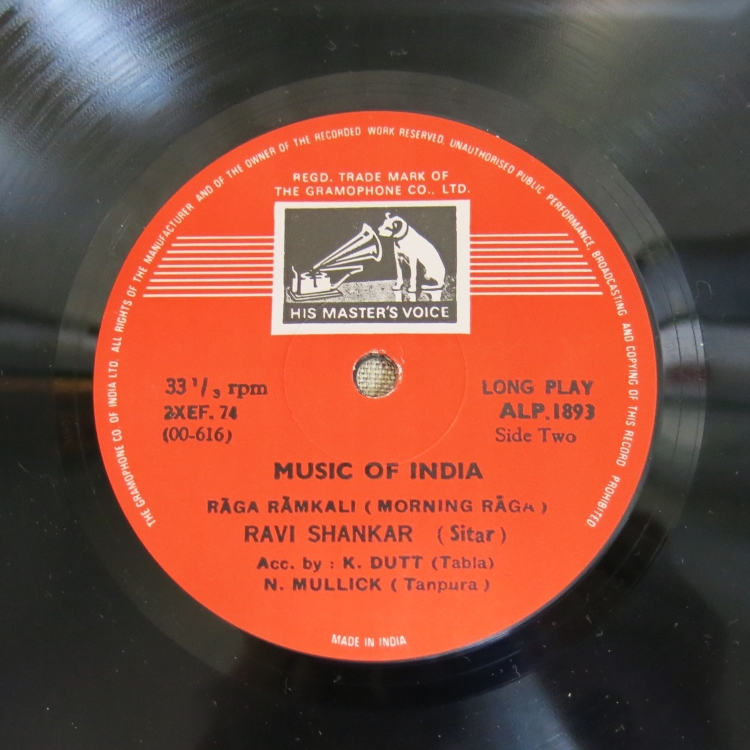 THE GRAMOPHONE CO. OF INDIA LTD. ALL RIGHTS OF THE MANUFACTURER AND OF THE OWNER OF THE RECORDED WORK RESERVED. UNAUTHORISED PUBLIC PERFORMANCE, BROADCASTING AND COPYING OF THIS RECORD PROHIBITED
REGD. TRADE MARK OF
THE GRAMOPHONE CO., LTD.
HIS MASTER'S VOICE
33 1/3 rpm
2XEF. 74
(00-616)
LONG PLAY
ALP.1893
Side Two
MUSIC OF INDIA
RĀGA RĀMKALI ( MORNING RĀGA )
RAVI SHANKAR ( Sitar )
Acc. by : K. DUTT (Tabla)
N. MULLICK ( Tanpura )
MADE IN INDIA